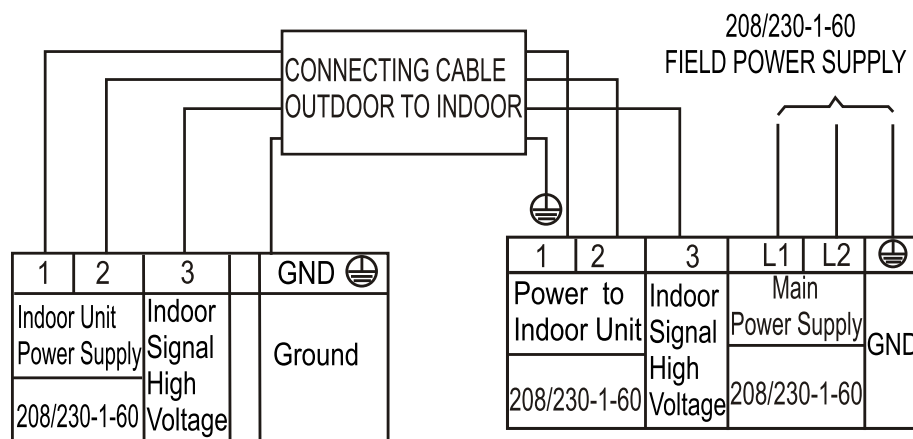 208/230-1-60
FIELD POWER SUPPLY
CONNECTING CABLE
OUTDOOR TO INDOOR
1 2 3 GND
Indoor Unit
Power Supply
208/230-1-60
Indoor
Signal
High
Voltage
Ground
1 2 3 L1 L2
Power to
Indoor Unit
208/230-1-60
Indoor
Signal
High
Voltage
Main
Power Supply
208/230-1-60
GND